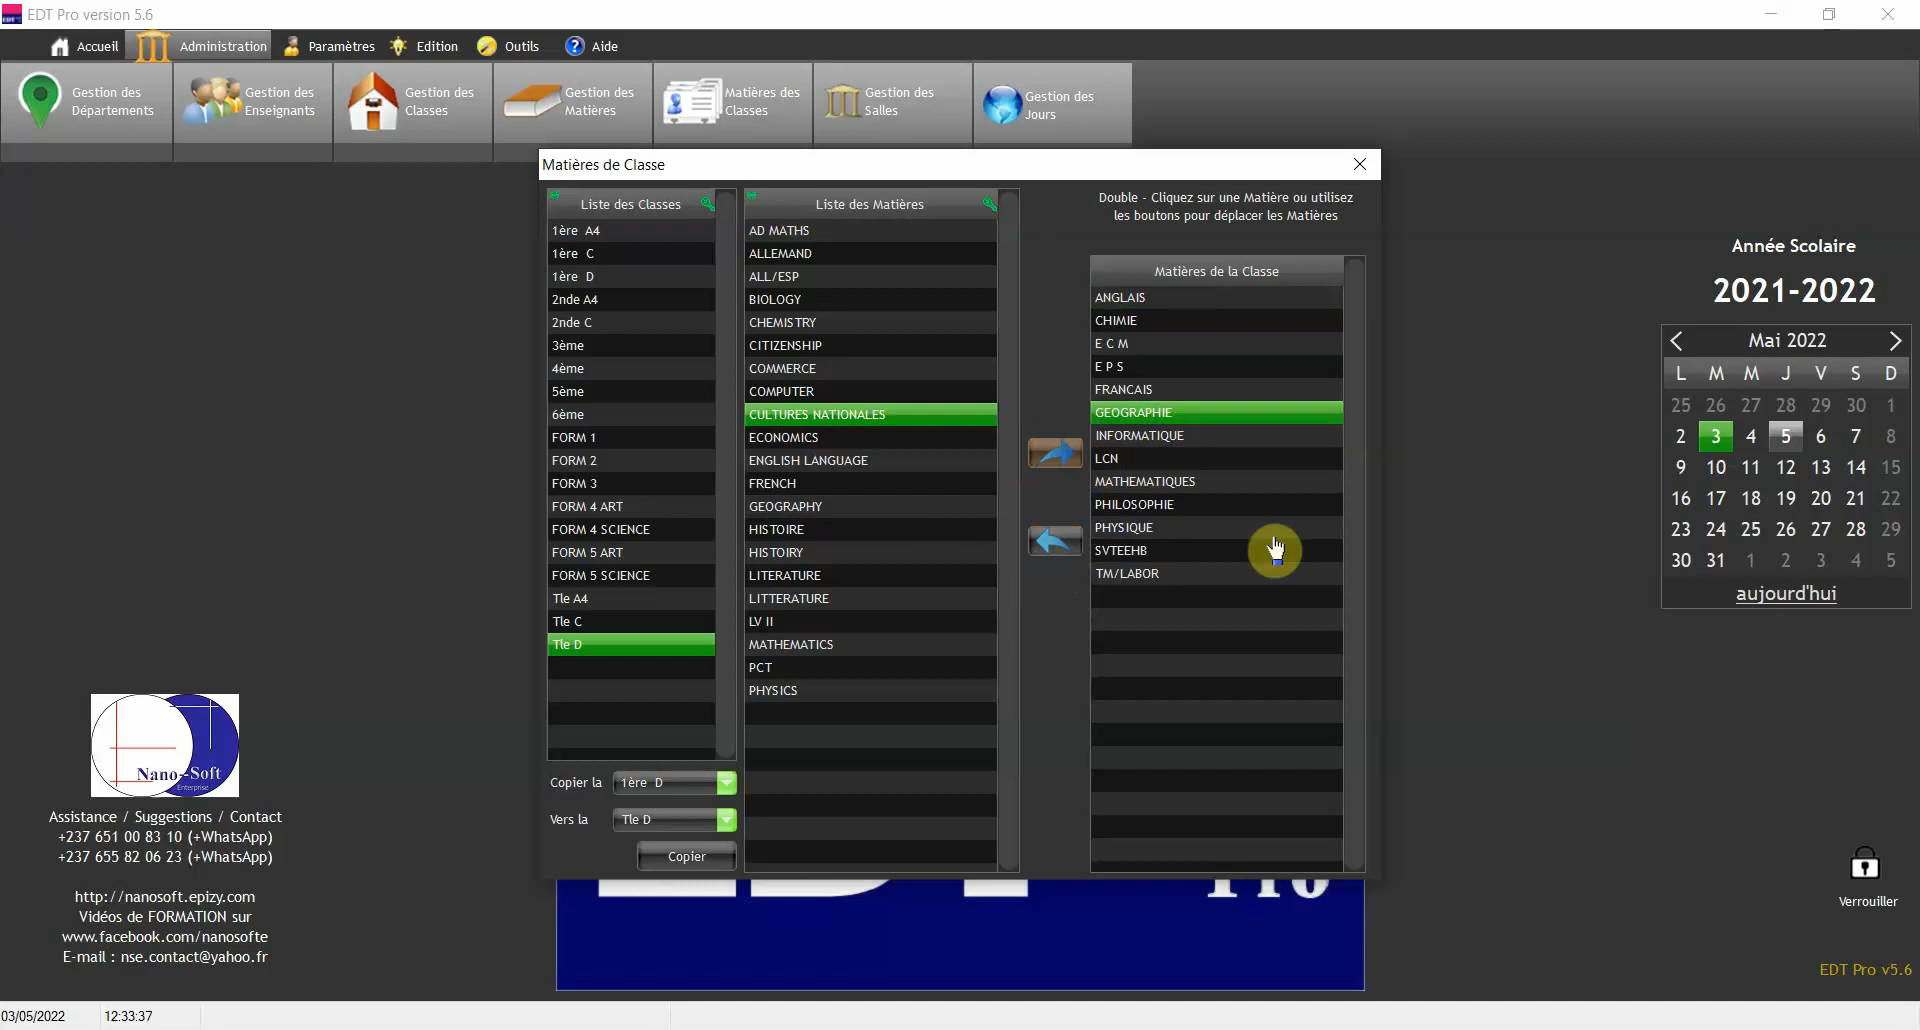 EDT Pro version 5.6
Accueil
Administration
Paramètres
Edition
Outils
Aide
Gestion des
Départements
Gestion des
Enseignants
Gestion des
Classes
Gestion des
Matières
Matières des
Classes
Gestion des
Salles
Gestion des
Jours
Matières de Classe
Liste des Classes
1ère A4
1ère C
1ère D
2nde A4
2nde C
3ème
4ème
5ème
6ème
FORM 1
FORM 2
FORM 3
FORM 4 ART
FORM 4 SCIENCE
FORM 5 ART
FORM 5 SCIENCE
Tle A4
Tle C
Tle D
Copier la 1ère D
Vers la Tle D
Copier
Liste des Matières
AD MATHS
ALLEMAND
ALL/ESP
BIOLOGY
CHEMISTRY
CITIZENSHIP
COMMERCE
COMPUTER
CULTURES NATIONALES
ECONOMICS
ENGLISH LANGUAGE
FRENCH
GEOGRAPHY
HISTOIRE
HISTOIRY
LITERATURE
LITTERATURE
LV II
MATHEMATICS
PCT
PHYSICS
Double - Cliquez sur une Matière ou utilisez
les boutons pour déplacer les Matières
Matières de la Classe
ANGLAIS
CHIMIE
E C M
E P S
FRANCAIS
GEOGRAPHIE
INFORMATIQUE
LCN
MATHEMATIQUES
PHILOSOPHIE
PHYSIQUE
SVTEEHB
TM/LABOR
Année Scolaire
2021-2022
Mai 2022
L M M J V S D
25 26 27 28 29 30 1
2 3 4 5 6 7 8
9 10 11 12 13 14 15
16 17 18 19 20 21 22
23 24 25 26 27 28 29
30 31 1 2 3 4 5
aujourd'hui
Nano-Soft
Enterprise
Assistance / Suggestions / Contact
+237 651 00 83 10 (+WhatsApp)
+237 655 82 06 23 (+WhatsApp)
http://nanosoft.epizy.com
Vidéos de FORMATION sur
www.facebook.com/nanosofte
E-mail : nse.contact@yahoo.fr
Verrouiller
EDT Pro v5.6
03/05/2022
12:33:37